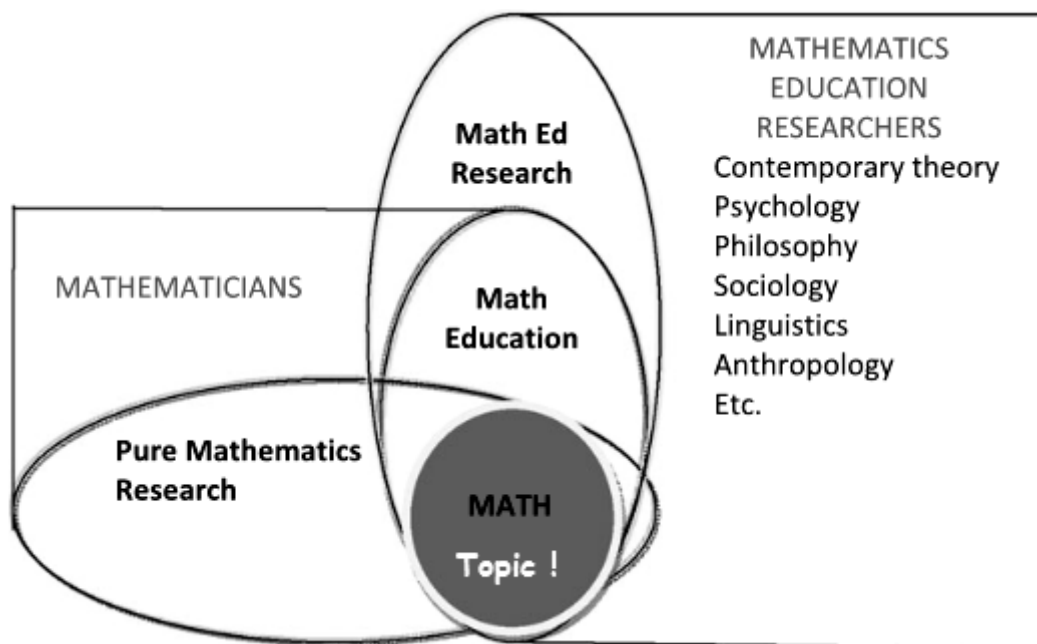 MATHEMATICS
EDUCATION
RESEARCHERS
Contemporary theory
Psychology
Philosophy
Sociology
Linguistics
Anthropology
Etc.
Math Ed
Research
MATHEMATICIANS
Math
Education
Pure Mathematics
Research
MATH
Topic !